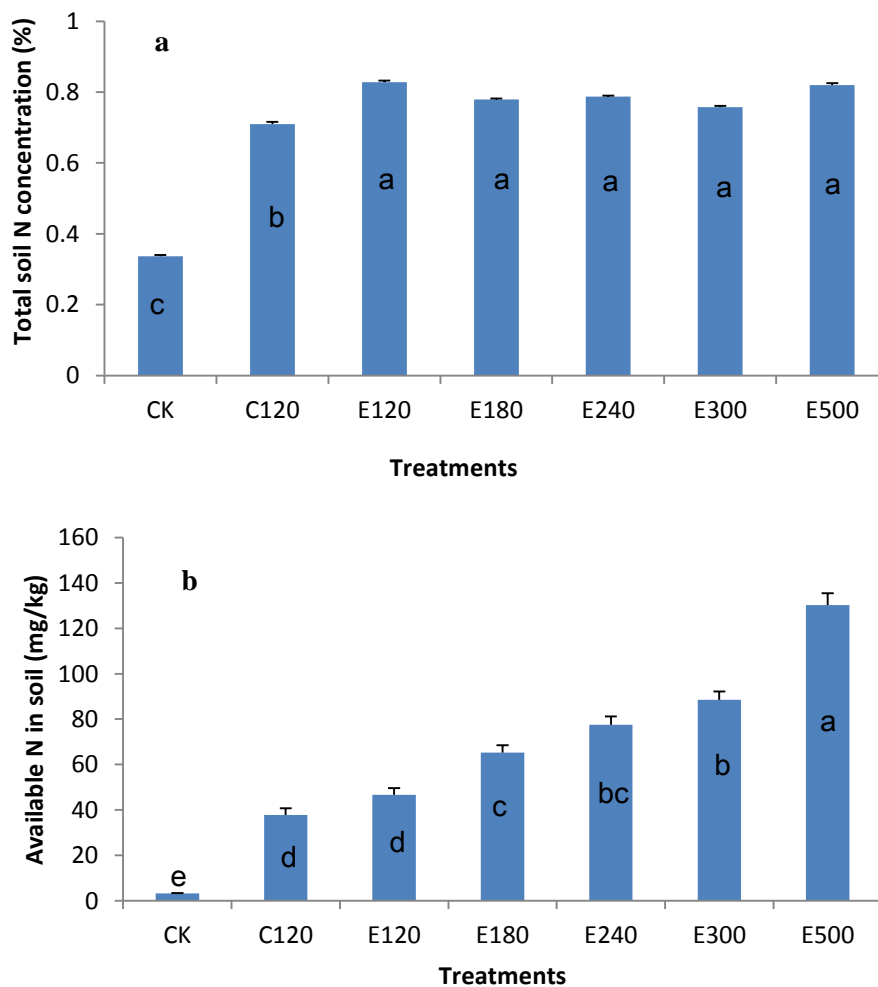 a
Total soil N concentration (%)
1
0.8
0.6
0.4
0.2
0
c
b
a
a
a
a
a
CK C120 E120 E180 E240 E300 E500
Treatments
b
Available N in soil (mg/kg)
160
140
120
100
80
60
40
20
0
e
d
d
c
bc
b
a
CK C120 E120 E180 E240 E300 E500
Treatments